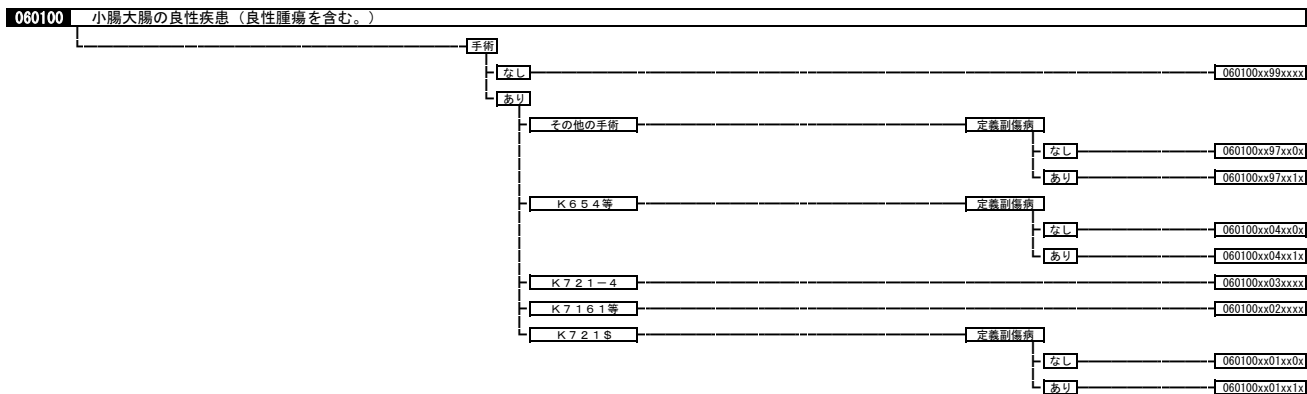 060100 小腸大腸の良性疾患（良性腫瘍を含む。）
手術
なし 060100xx99xxxx
あり
その他の手術 定義副傷病
なし 060100xx97xx0x
あり 060100xx97xx1x
K654等 定義副傷病
なし 060100xx04xx0x
あり 060100xx04xx1x
K721-4 060100xx03xxxx
K7161等 060100xx02xxxx
K721$ 定義副傷病
なし 060100xx01xx0x
あり 060100xx01xx1x